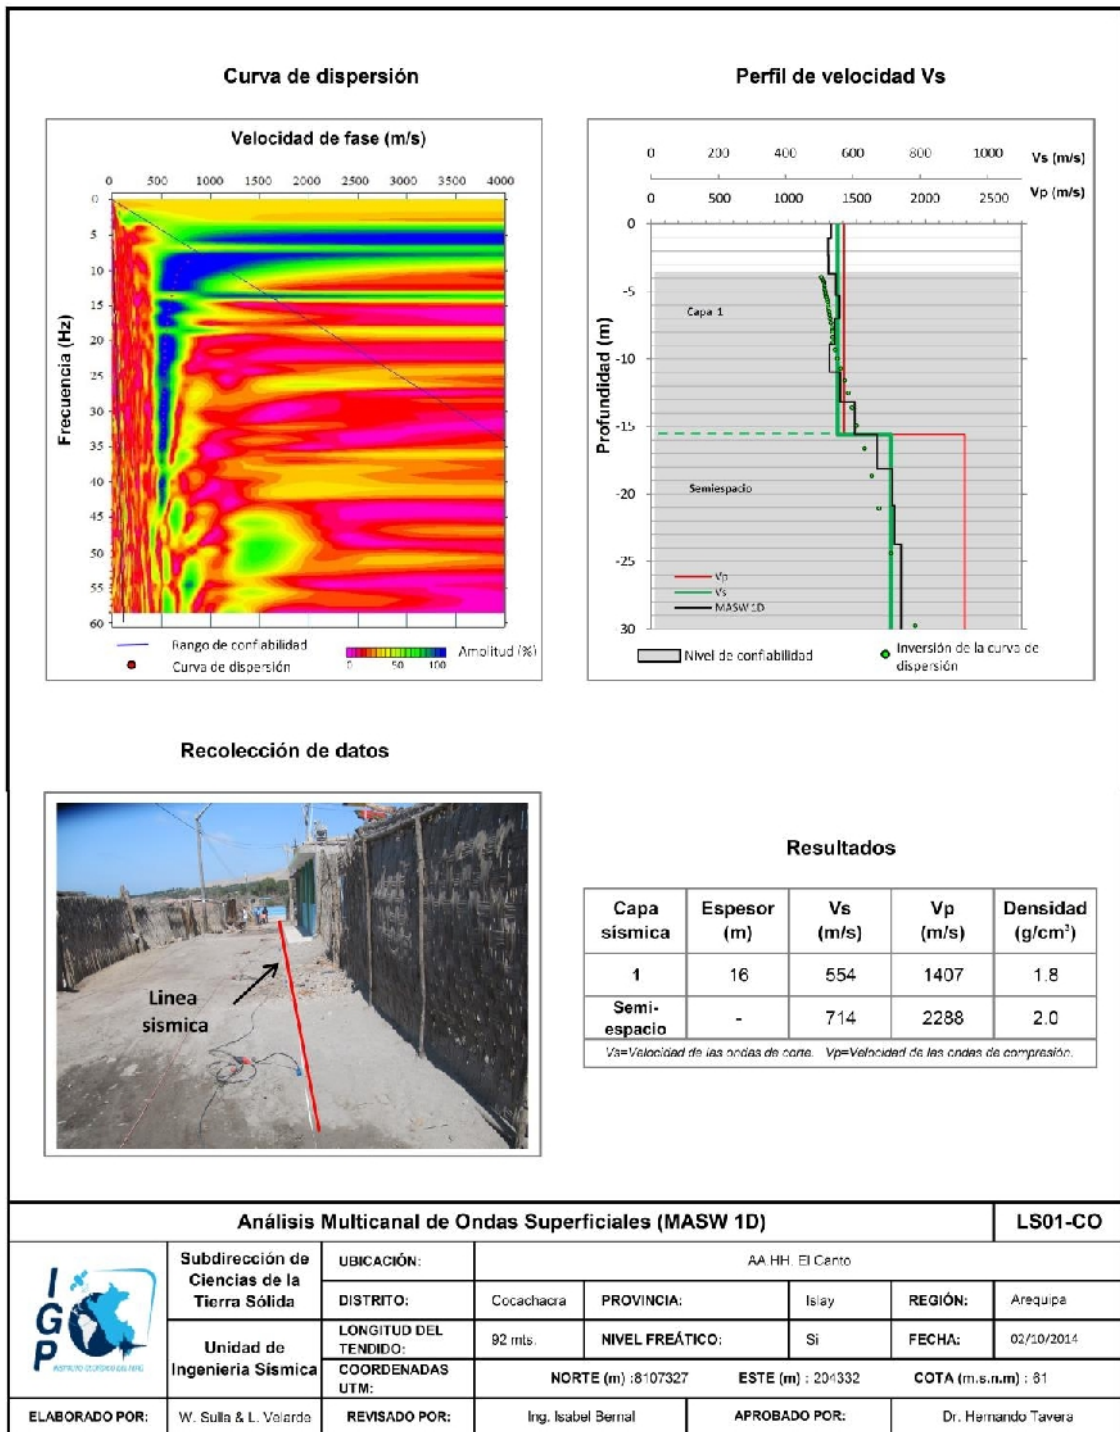 Curva de dispersión
Velocidad de fase (m/s)
0 500 1000 1500 2000 2500 3000 3500 4000
Frecuencia (Hz)
0
5
10
15
20
25
30
35
40
45
50
55
60
Rango de confiabilidad
Curva de dispersión
Amolitud (%)
0 50 100
Perfil de velocidad Vs
0 200 400 600 800 1000 Vs (m/s)
0 500 1000 1500 2000 2500 Vp (m/s)
Profundidad (m)
0
-5
-10
-15
-20
-25
30
Capa 1
Semiespacio
Vp
Vs
MASW 1D
Nivel de confiabilidad
Inversión de la curva de
dispersión
Recolección de datos
Linea
sismica
Resultados
Capa sísmica Espesor (m) Vs (m/s) Vp (m/s) Densidad (g/cm³)
1 16 554 1407 1.8
Semi-espacio - 714 2288 2.0
Vs=Velocidad de las ondas de corte. Vp=Velocidad de las ondas de compresión.
Análisis Multicanal de Ondas Superficiales (MASW 1D) LS01-CO
IGP
INSTITUTO GEOFISICO DEL PERU
Subdirección de
Ciencias de la
Tierra Sólida
Unidad de
Ingenieria Sísmica
UBICACIÓN: AA.HH. El Canto
DISTRITO: Cocachacra PROVINCIA: Islay REGIÓN: Arequipa
LONGITUD DEL TENDIDO: 92 mts. NIVEL FREÁTICO: Si FECHA: 02/10/2014
COORDENADAS UTM: NORTE (m) :8107327 ESTE (m) : 204332 COTA (m.s.n.m) : 61
ELABORADO POR: W. Sulla & L. Velarde REVISADO POR: Ing. Isabel Bernal APROBADO POR: Dr. Hernando Tavera